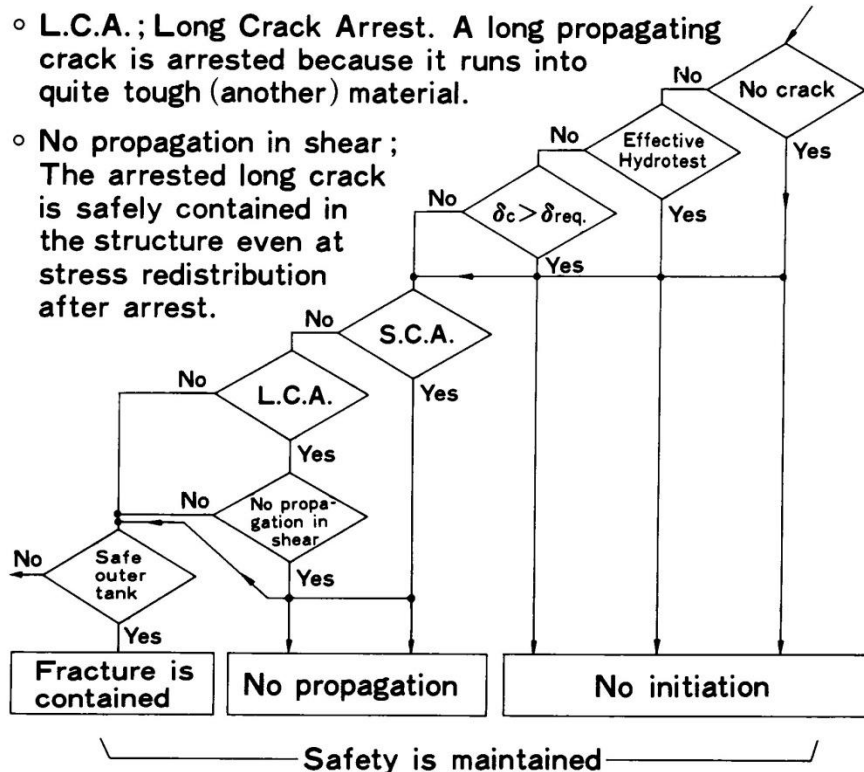 ○ L.C.A. ; Long Crack Arrest. A long propagating
crack is arrested because it runs into
quite tough (another) material.
○ No propagation in shear ;
The arrested long crack
is safely contained in
the structure even at
stress redistribution
after arrest.
No crack
No
Yes
Effective
Hydrotest
No
Yes
δc > δreq.
No
Yes
S.C.A.
No
Yes
L.C.A.
No
Yes
No propa-
gation in
shear
No
Yes
Safe
outer
tank
No
Yes
Fracture is
contained
No propagation
No initiation
Safety is maintained